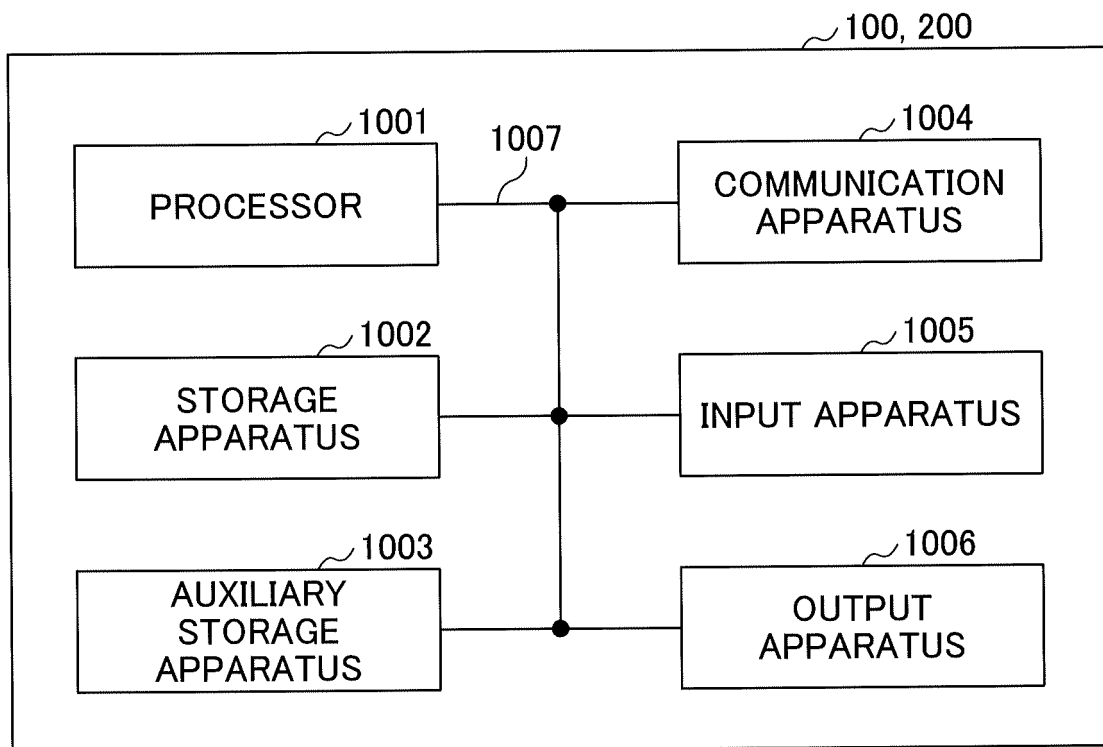 100, 200
1001
PROCESSOR
1007
1004
COMMUNICATION
APPARATUS
1002
STORAGE
APPARATUS
1005
INPUT APPARATUS
1003
AUXILIARY
STORAGE
APPARATUS
1006
OUTPUT
APPARATUS